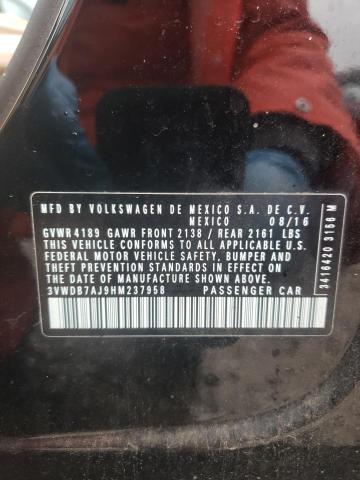 MFD BY VOLKSWAGEN DE MEXICO S.A. DE C.V.
MEXICO 08/16
GVWR 4189 GAWR FRONT 2138 / REAR 2161 LBS
THIS VEHICLE CONFORMS TO ALL APPLICABLE U.S.
FEDERAL MOTOR VEHICLE SAFETY, BUMPER AND
THEFT PREVENTION STANDARDS IN EFFECT ON THE
DATE OF MANUFACTURE SHOWN ABOVE.
3VWDB7AJ9HM237958 PASSENGER CAR
3416420 3156 M